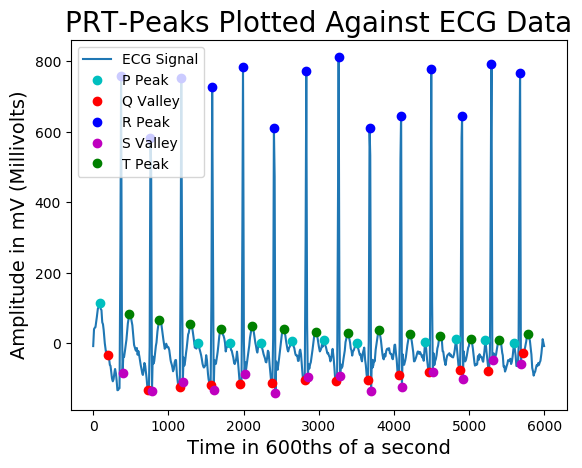 PRT-Peaks Plotted Against ECG Data
Amplitude in mV (Millivolts)
800
600
400
200
0
ECG Signal
P Peak
Q Valley
R Peak
S Valley
T Peak
0 1000 2000 3000 4000 5000 6000
Time in 600ths of a second